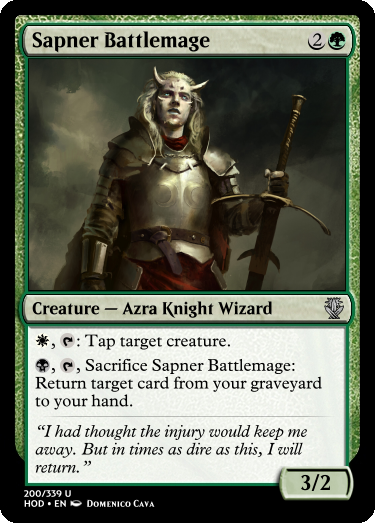 Sapner Battlemage 2
Creature — Azra Knight Wizard
, : Tap target creature.
, , Sacrifice Sapner Battlemage:
Return target card from your graveyard
to your hand.
“I had thought the injury would keep me
away. But in times as dire as this, I will
return.”
3/2
200/339 U
HOD • EN Domenico Cava